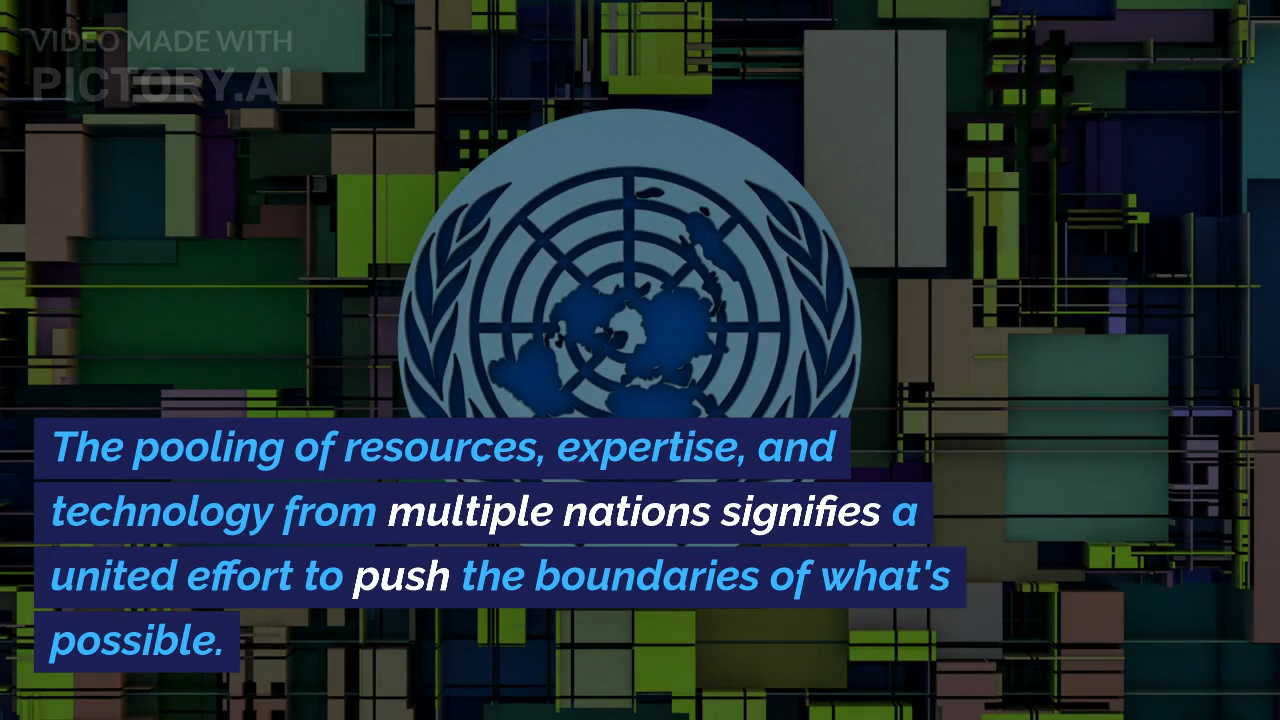 VIDEO MADE WITH
PICTORY.AI
The pooling of resources, expertise, and
technology from multiple nations signifies a
united effort to push the boundaries of what's
possible.